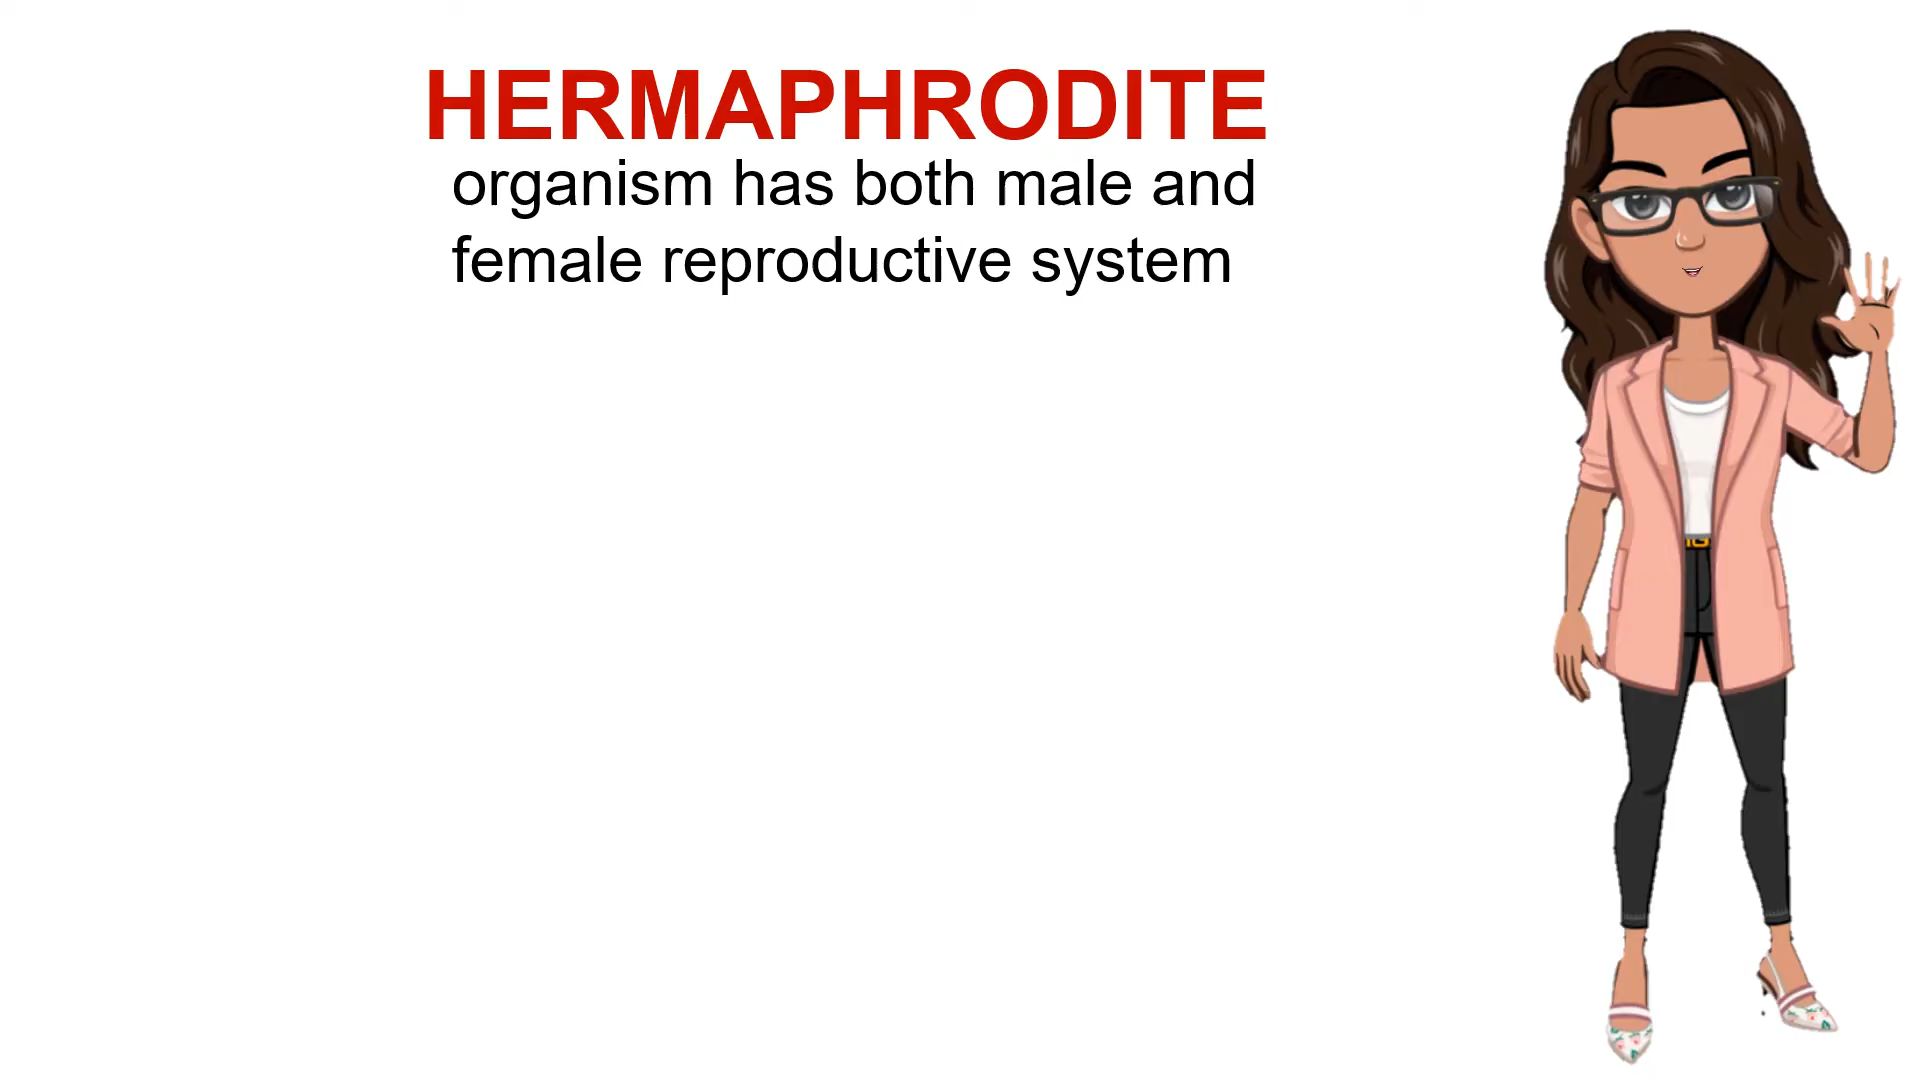 HERMAPHRODITE
organism has both male and
female reproductive system